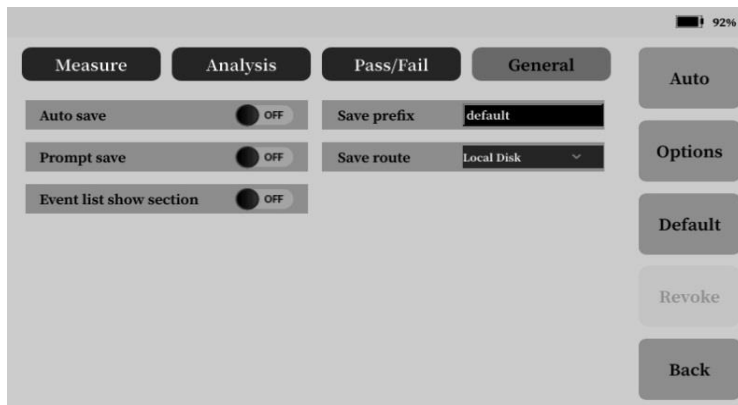 92%
Measure Analysis Pass/Fail General
Auto
Auto save OFF Save prefix default
Prompt save OFF Save route Local Disk
Options
Event list show section OFF
Default
Revoke
Back